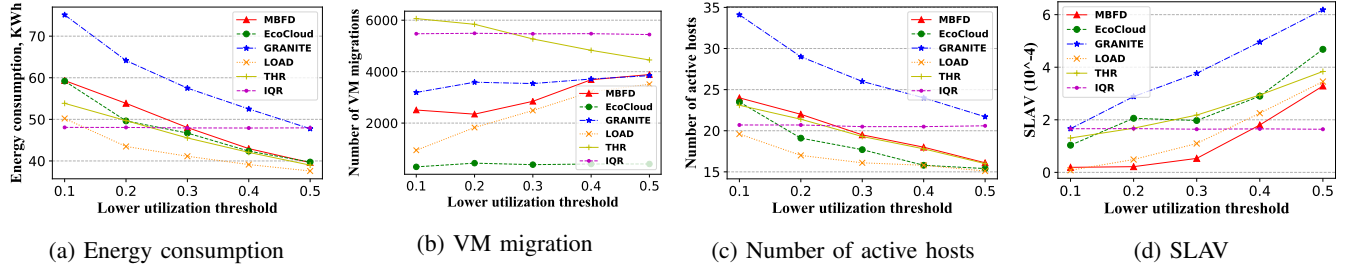 Energy consumption, KWh
70
60
50
40
0.1 0.2 0.3 0.4 0.5
Lower utilization threshold
MBFD
EcoCloud
GRANITE
LOAD
THR
IQR
(a) Energy consumption
Number of VM migrations
6000
4000
2000
0.1 0.2 0.3 0.4 0.5
Lower utilization threshold
MBFD
EcoCloud
GRANITE
LOAD
THR
IQR
(b) VM migration
Number of active hosts
35
30
25
20
15
0.1 0.2 0.3 0.4 0.5
Lower utilization threshold
MBFD
EcoCloud
GRANITE
LOAD
THR
IQR
(c) Number of active hosts
SLAV (10^-4)
6
4
2
0
0.1 0.2 0.3 0.4 0.5
Lower utilization threshold
MBFD
EcoCloud
GRANITE
LOAD
THR
IQR
(d) SLAV